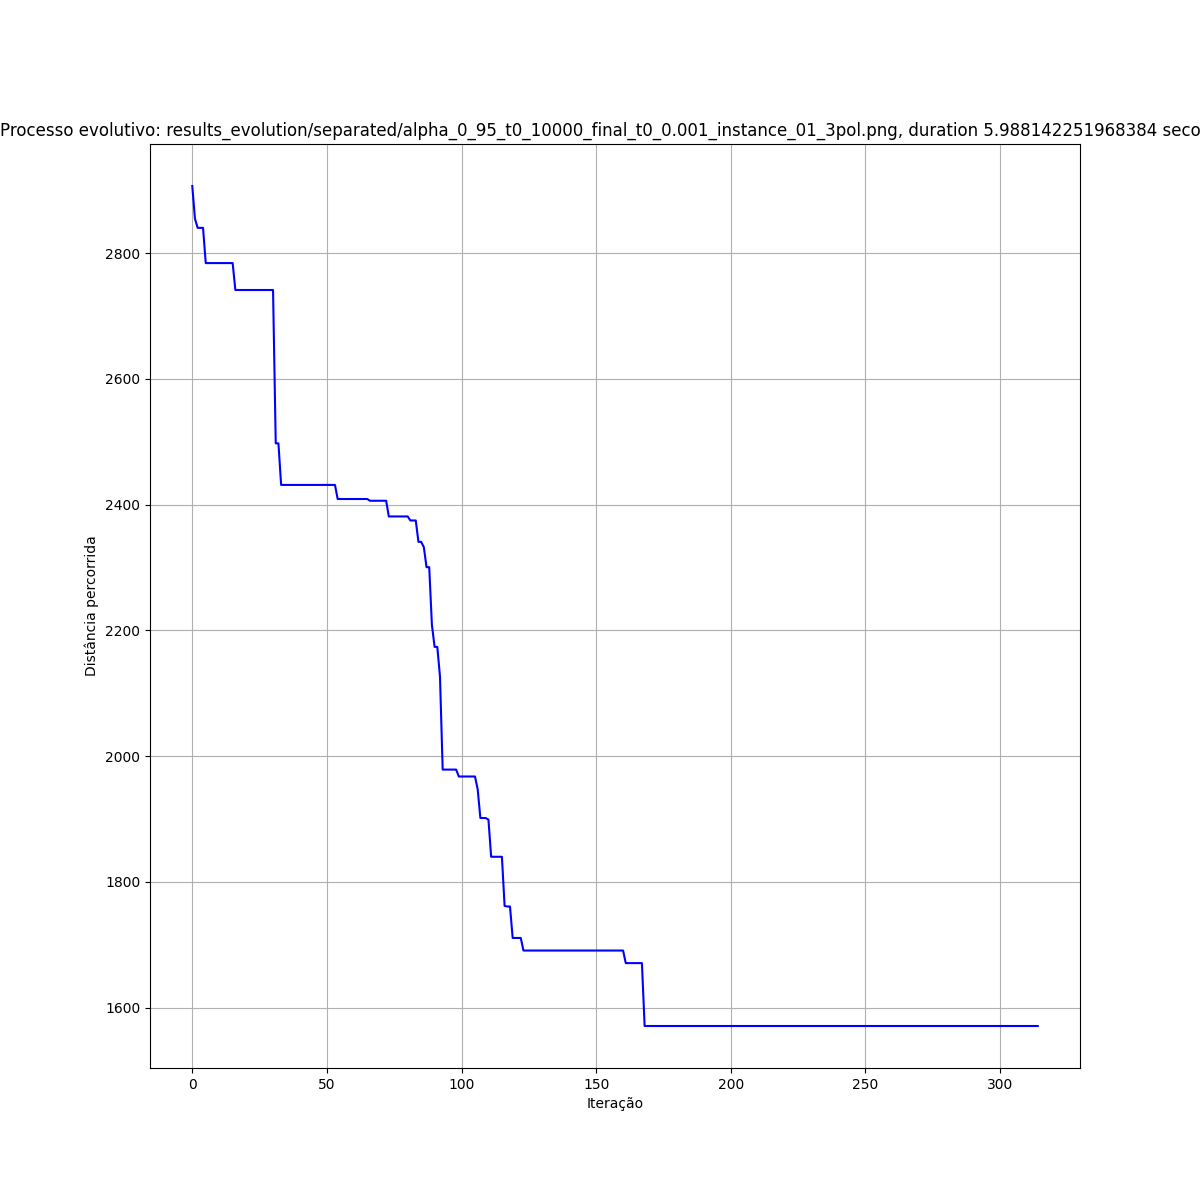 Processo evolutivo: results_evolution/separated/alpha_0_95_t0_10000_final_t0_0.001_instance_01_3pol.png, duration 5.988142251968384 seco
2800
2600
2400
2200
2000
1800
1600
Distância percorrida
0 50 100 150 200 250 300
Iteração